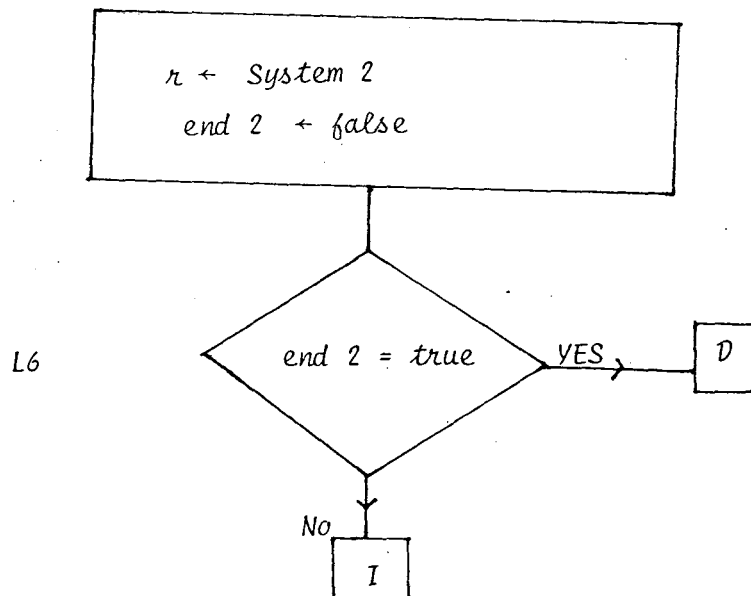 r ← System 2
end 2 ← false
L6
end 2 = true
YES
D
No
I